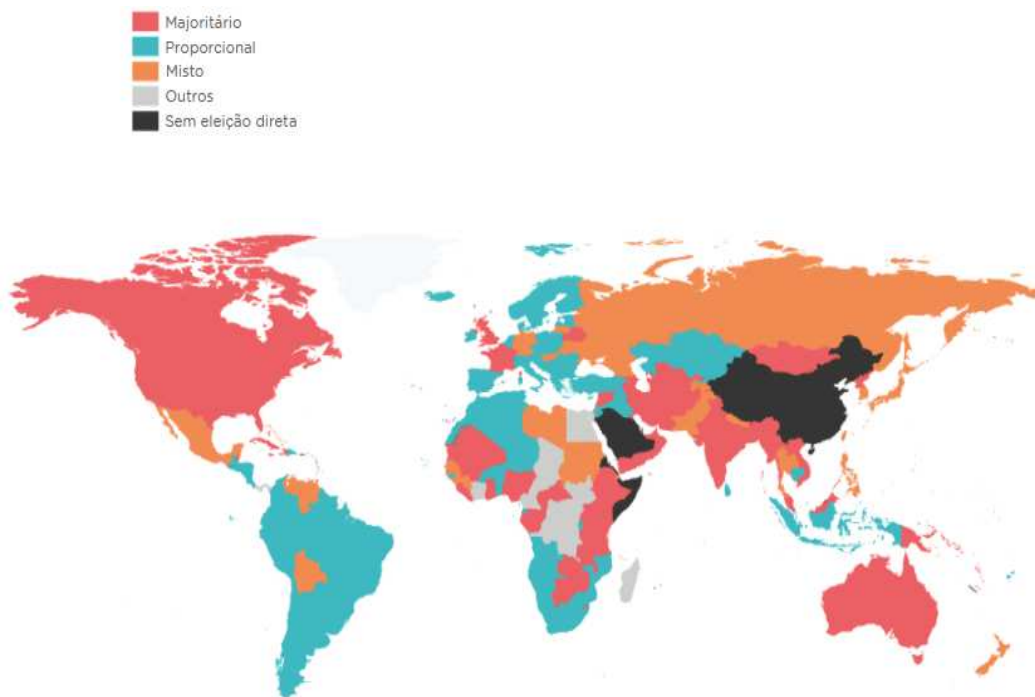 Majoritário
Proporcional
Misto
Outros
Sem eleição direta